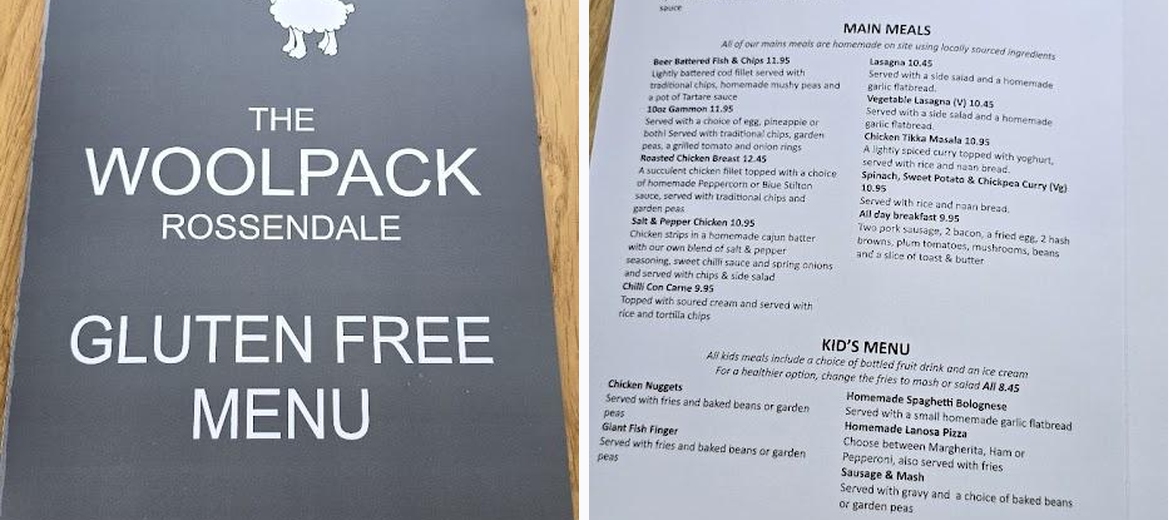 THE
WOOLPACK
ROSSENDALE
GLUTEN FREE
MENU
sauce
MAIN MEALS
All of our mains meals are homemade on site using locally sourced ingredients
Beer Battered Fish & Chips 11.95
Lightly battered cod fillet served with
traditional chips, homemade mushy peas and
a pot of Tartare sauce
10oz Gammon 11.95
Served with a choice of egg, pineapple or
both! Served with traditional chips, garden
peas, a grilled tomato and onion rings
Roasted Chicken Breast 12.45
A succulent chicken fillet topped with a choice
of homemade Peppercorn or Blue Stilton
sauce, served with traditional chips and
garden peas
Salt & Pepper Chicken 10.95
Chicken strips in a homemade cajun batter
with our own blend of salt & pepper
seasoning, sweet chilli sauce and spring onions
and served with chips & side salad
Chilli Con Carne 9.95
Topped with soured cream and served with
rice and tortilla chips
Lasagna 10.45
Served with a side salad and a homemade
garlic flatbread.
Vegetable Lasagna (V) 10.45
Served with a side salad and a homemade
garlic flatbread.
Chicken Tikka Masala 10.95
A lightly spiced curry topped with yoghurt,
served with rice and naan bread.
Spinach, Sweet Potato & Chickpea Curry (Vg)
10.95
Served with rice and naan bread.
All day breakfast 9.95
Two pork sausage, 2 bacon, a fried egg, 2 hash
browns, plum tomatoes, mushrooms, beans
and a slice of toast & butter
KID'S MENU
All kids meals include a choice of bottled fruit drink and an ice cream
For a healthier option, change the fries to mash or salad All 8.45
Chicken Nuggets
Served with fries and baked beans or garden
peas
Giant Fish Finger
Served with fries and baked beans or garden
peas
Homemade Spaghetti Bolognese
Served with a small homemade garlic flatbread
Homemade Lanosa Pizza
Choose between Margherita, Ham or
Pepperoni, also served with fries
Sausage & Mash
Served with gravy and a choice of baked beans
or garden peas